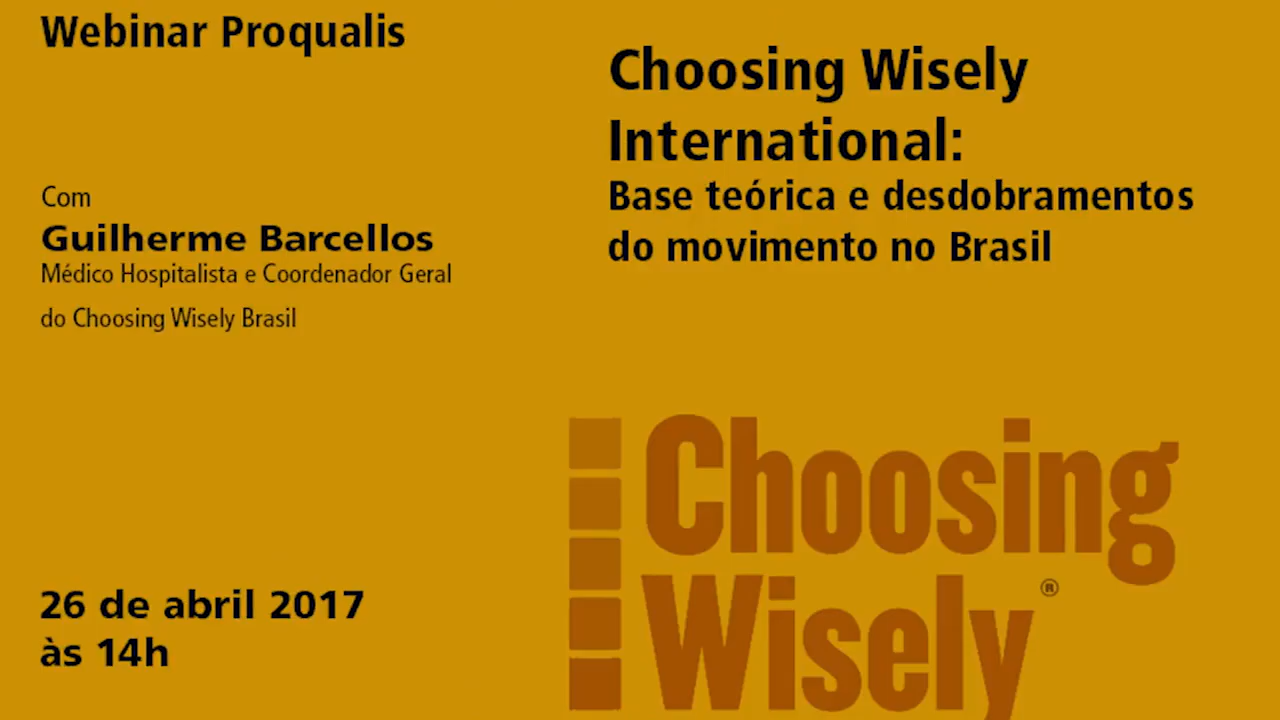 Webinar Proqualis
Com
Guilherme Barcellos
Médico Hospitalista e Coordenador Geral
do Choosing Wisely Brasil
26 de abril 2017
às 14h
Choosing Wisely
International:
Base teórica e desdobramentos
do movimento no Brasil
Choosing
Wisely®